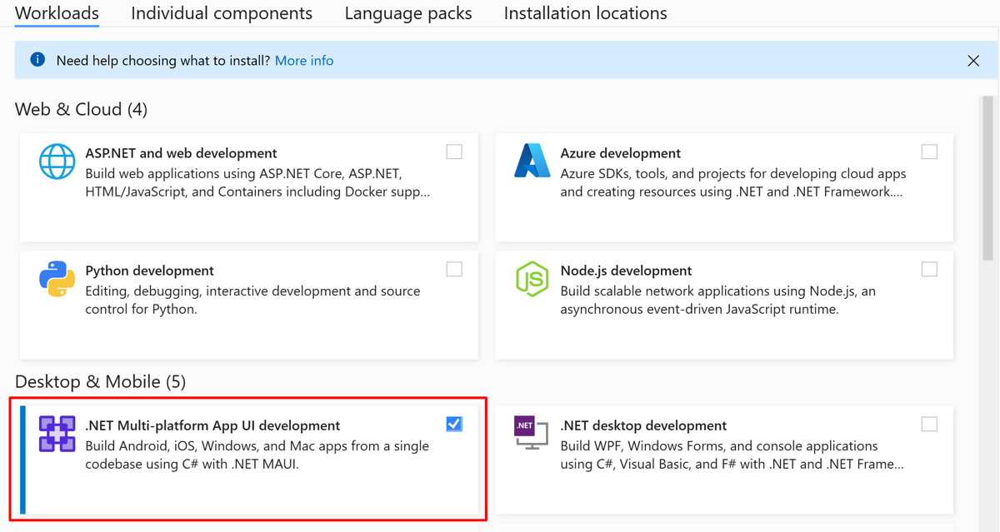 Workloads Individual components Language packs Installation locations
Need help choosing what to install? More info
Web & Cloud (4)
ASP.NET and web development
Build web applications using ASP.NET Core, ASP.NET,
HTML/JavaScript, and Containers including Docker supp...
Azure development
Azure SDKs, tools, and projects for developing cloud apps
and creating resources using .NET and .NET Framework....
Python development
Editing, debugging, interactive development and source
control for Python.
JS
Node.js development
Build scalable network applications using Node.js, an
asynchronous event-driven JavaScript runtime.
Desktop & Mobile (5)
.NET Multi-platform App UI development
Build Android, iOS, Windows, and Mac apps from a single
codebase using C# with .NET MAUI.
.NET
.NET desktop development
Build WPF, Windows Forms, and console applications
using C#, Visual Basic, and F# with .NET and .NET Frame...